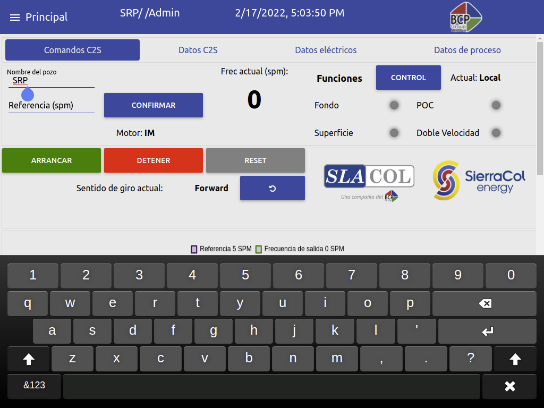 Principal
SRP/ /Admin
2/17/2022, 5:03:50 PM
BCP
Comandos C2S
Datos C2S
Datos eléctricos
Datos de proceso
Nombre del pozo
SRP
Referencia (spm)
CONFIRMAR
Motor: IM
Frec actual (spm):
0
Funciones
CONTROL
Actual: Local
Fondo
POC
Superficie
Doble Velocidad
ARRANCAR
DETENER
RESET
Sentido de giro actual:
Forward
SLACOL
Una compañía del BCP
SierraCol
energy
Referencia 5 SPM
Frecuencia de salida 0 SPM
1 2 3 4 5 6 7 8 9 0
q w e r t y u i o p
a s d f g h j k l '
z x c v b n m , . ?
&123